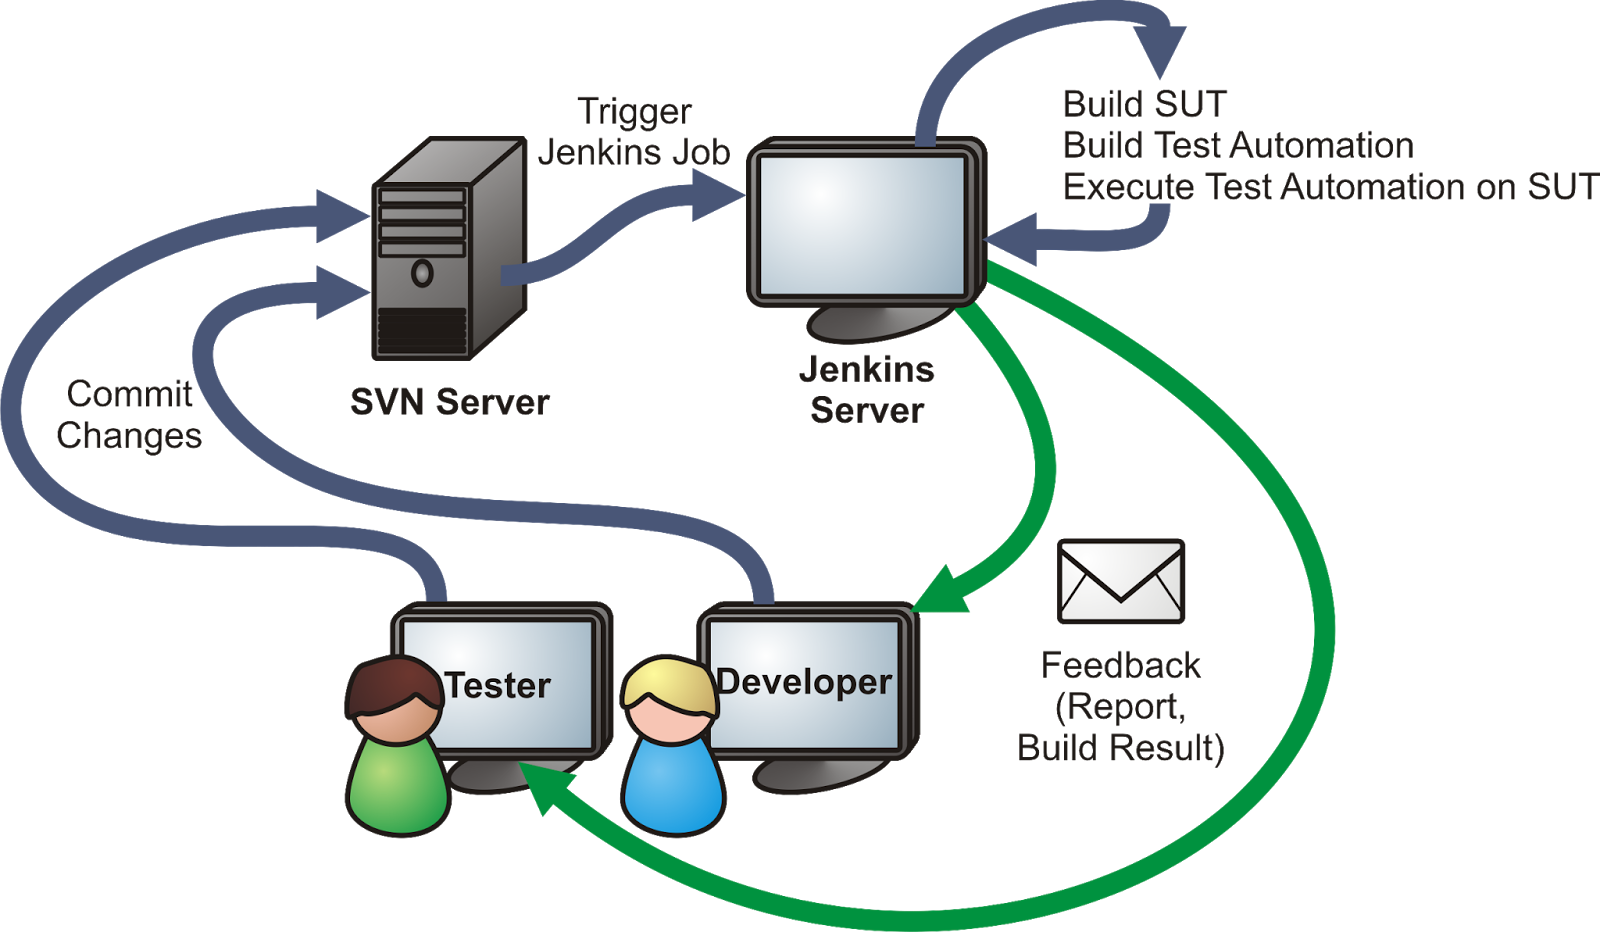 Trigger
Jenkins Job
Build SUT
Build Test Automation
Execute Test Automation on SUT
Commit
Changes
SVN Server
Jenkins
Server
Tester
Developer
Feedback
(Report,
Build Result)